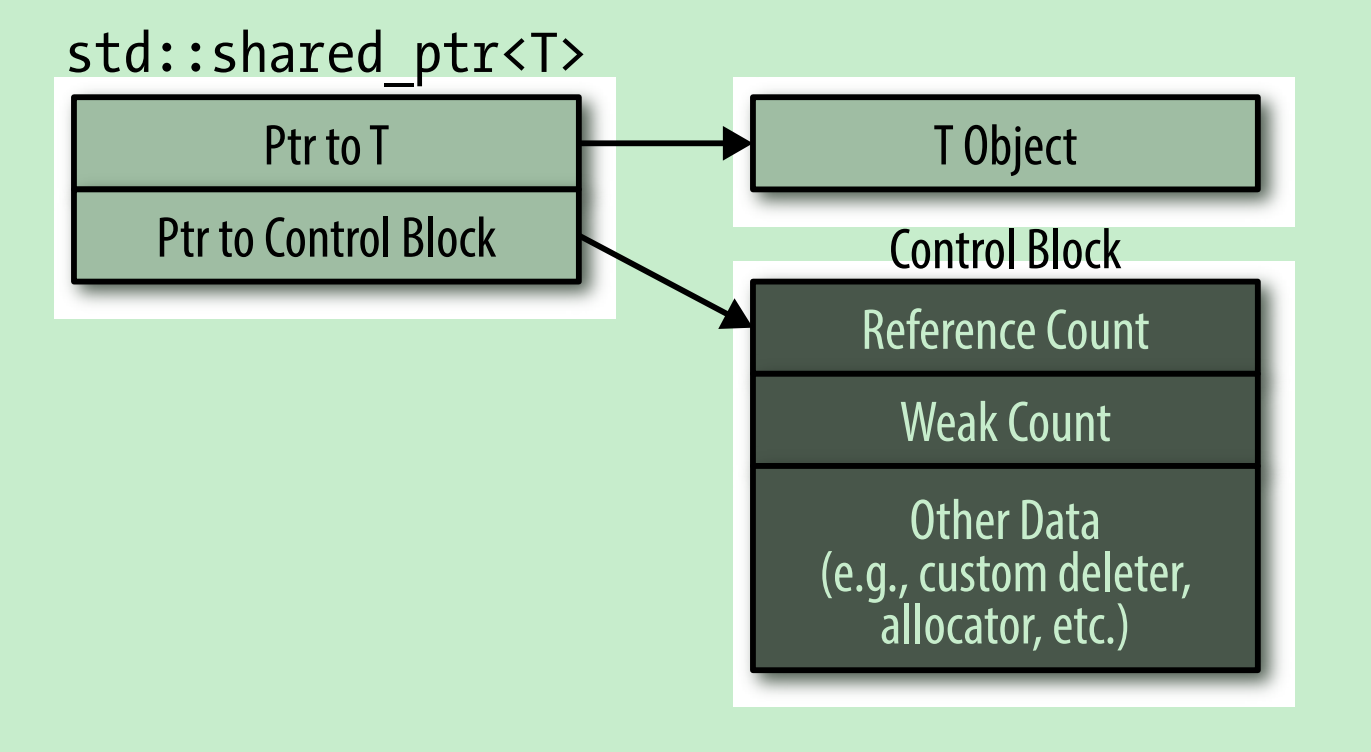 std::shared_ptr<T>
Ptr to T
T Object
Ptr to Control Block
Control Block
Reference Count
Weak Count
Other Data
(e.g., custom deleter,
allocator, etc.)